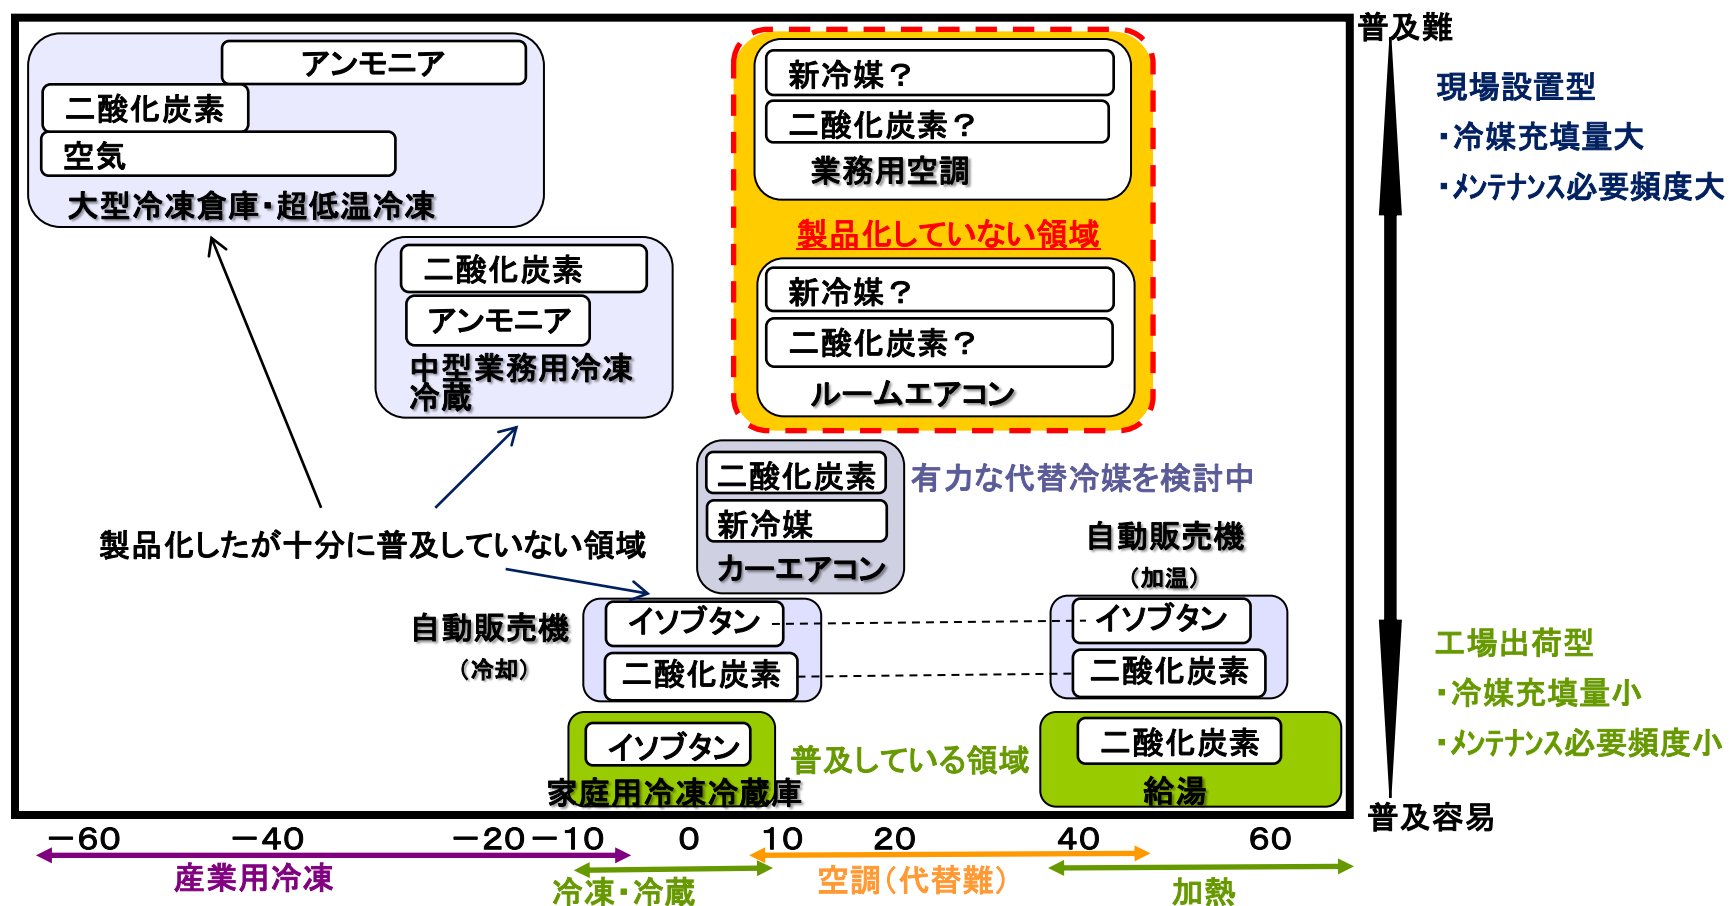 普及難
アンモニア
二酸化炭素
空気
大型冷凍倉庫・超低温冷凍
新冷媒？
二酸化炭素？
業務用空調
製品化していない領域
新冷媒？
二酸化炭素？
ルームエアコン
現場設置型
・冷媒充填量大
・メンテナンス必要頻度大
二酸化炭素
アンモニア
中型業務用冷凍
冷蔵
二酸化炭素
新冷媒
カーエアコン
有力な代替冷媒を検討中
製品化したが十分に普及していない領域
自動販売機
（加温）
イソブタン
二酸化炭素
自動販売機
（冷却）
イソブタン
二酸化炭素
工場出荷型
・冷媒充填量小
・メンテナンス必要頻度小
イソブタン
家庭用冷凍冷蔵庫
普及している領域
二酸化炭素
給湯
普及容易
－60 －40 －20 －10 0 10 20 40 60
産業用冷凍
冷凍・冷蔵
空調（代替難）
加熱